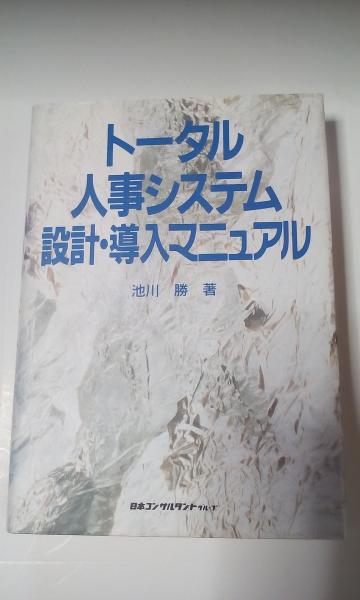 トータル
人事システム
設計・導入マニュアル
池川 勝 著
日本コンサルタントグループ